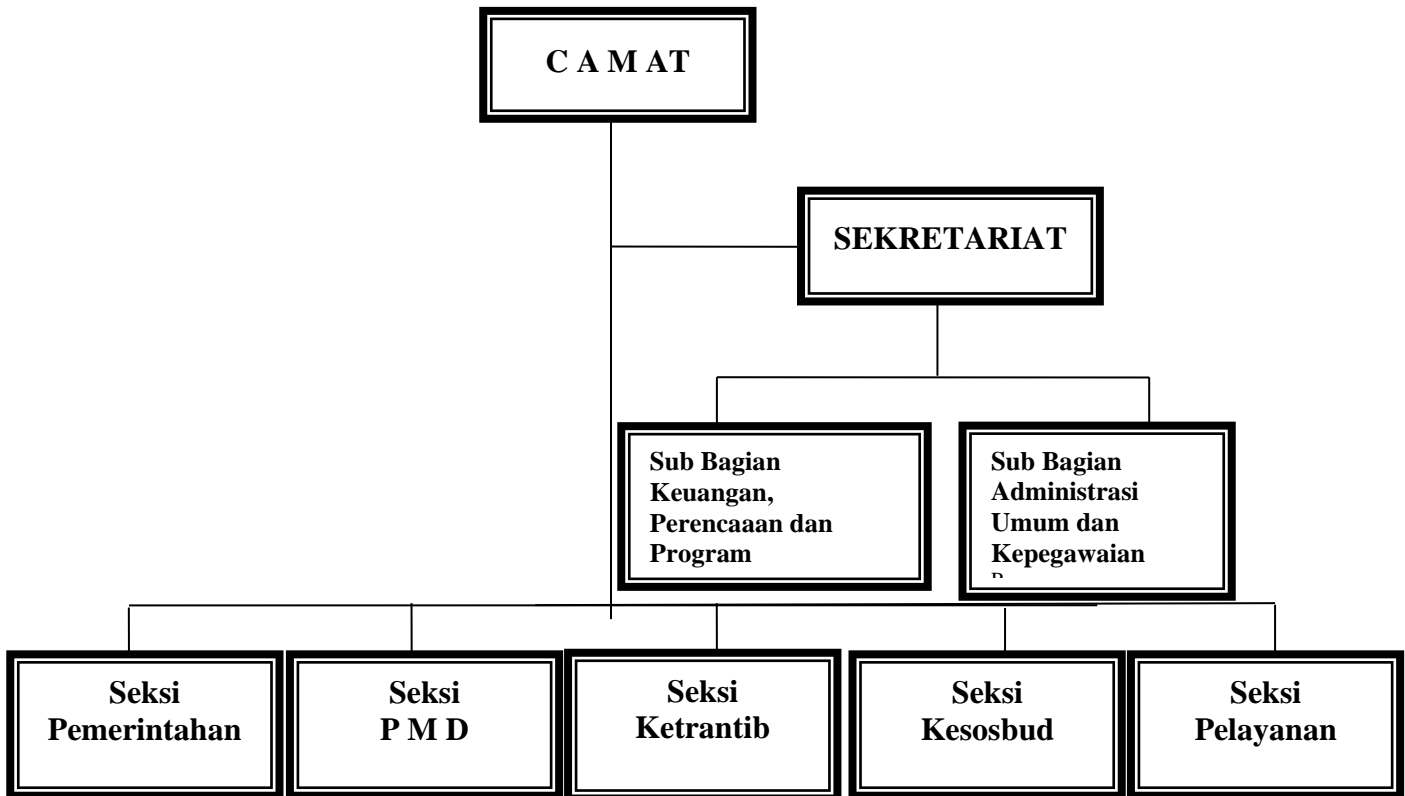 C A M AT
SEKRETARIAT
Sub Bagian
Keuangan,
Perencaaan dan
Program
Sub Bagian
Administrasi
Umum dan
Kepegawaian
Seksi
Pemerintahan
Seksi
P M D
Seksi
Ketrantib
Seksi
Kesosbud
Seksi
Pelayanan